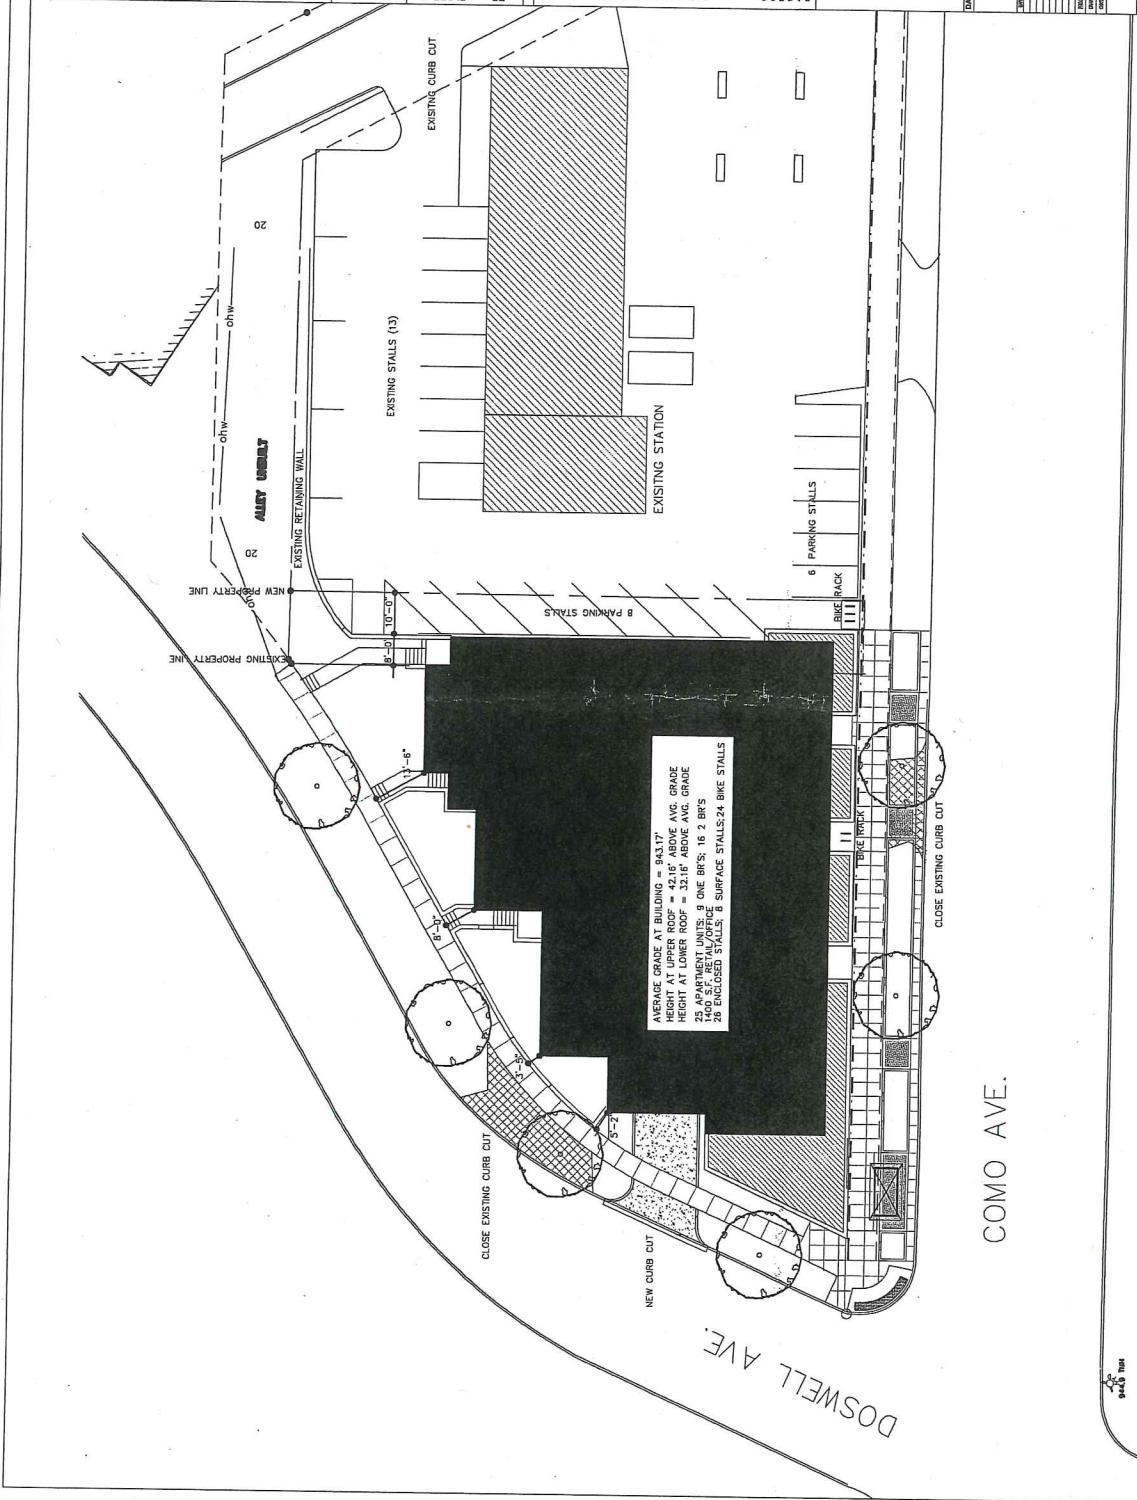 EXISITNG CURB CUT
20
ohw
EXISTING STALLS (13)
ohw
ALLEY UNBUILT
EXISTING RETAINING WALL
EXISITNG STATION
20
6 PARKING STALLS
NEW PROPERTY LINE
10'-0"
8 PARKING STALLS
BIKE RACK
EXISTING PROPERTY LINE
8'-0"
13'-6"
AVERAGE GRADE AT BUILDING = 943.17'
HEIGHT AT UPPER ROOF = 42.16' ABOVE AVG. GRADE
HEIGHT AT LOWER ROOF = 32.16' ABOVE AVG. GRADE
25 APARTMENT UNITS: 9 ONE BR'S; 16 2 BR'S
1400 S.F. RETAIL/OFFICE
26 ENCLOSED STALLS; 8 SURFACE STALLS; 24 BIKE STALLS
BIKE RACK
CLOSE EXISTING CURB CUT
8'-0"
3'-5"
5'-2"
CLOSE EXISTING CURB CUT
NEW CURB CUT
COMO AVE.
DOSWELL AVE.